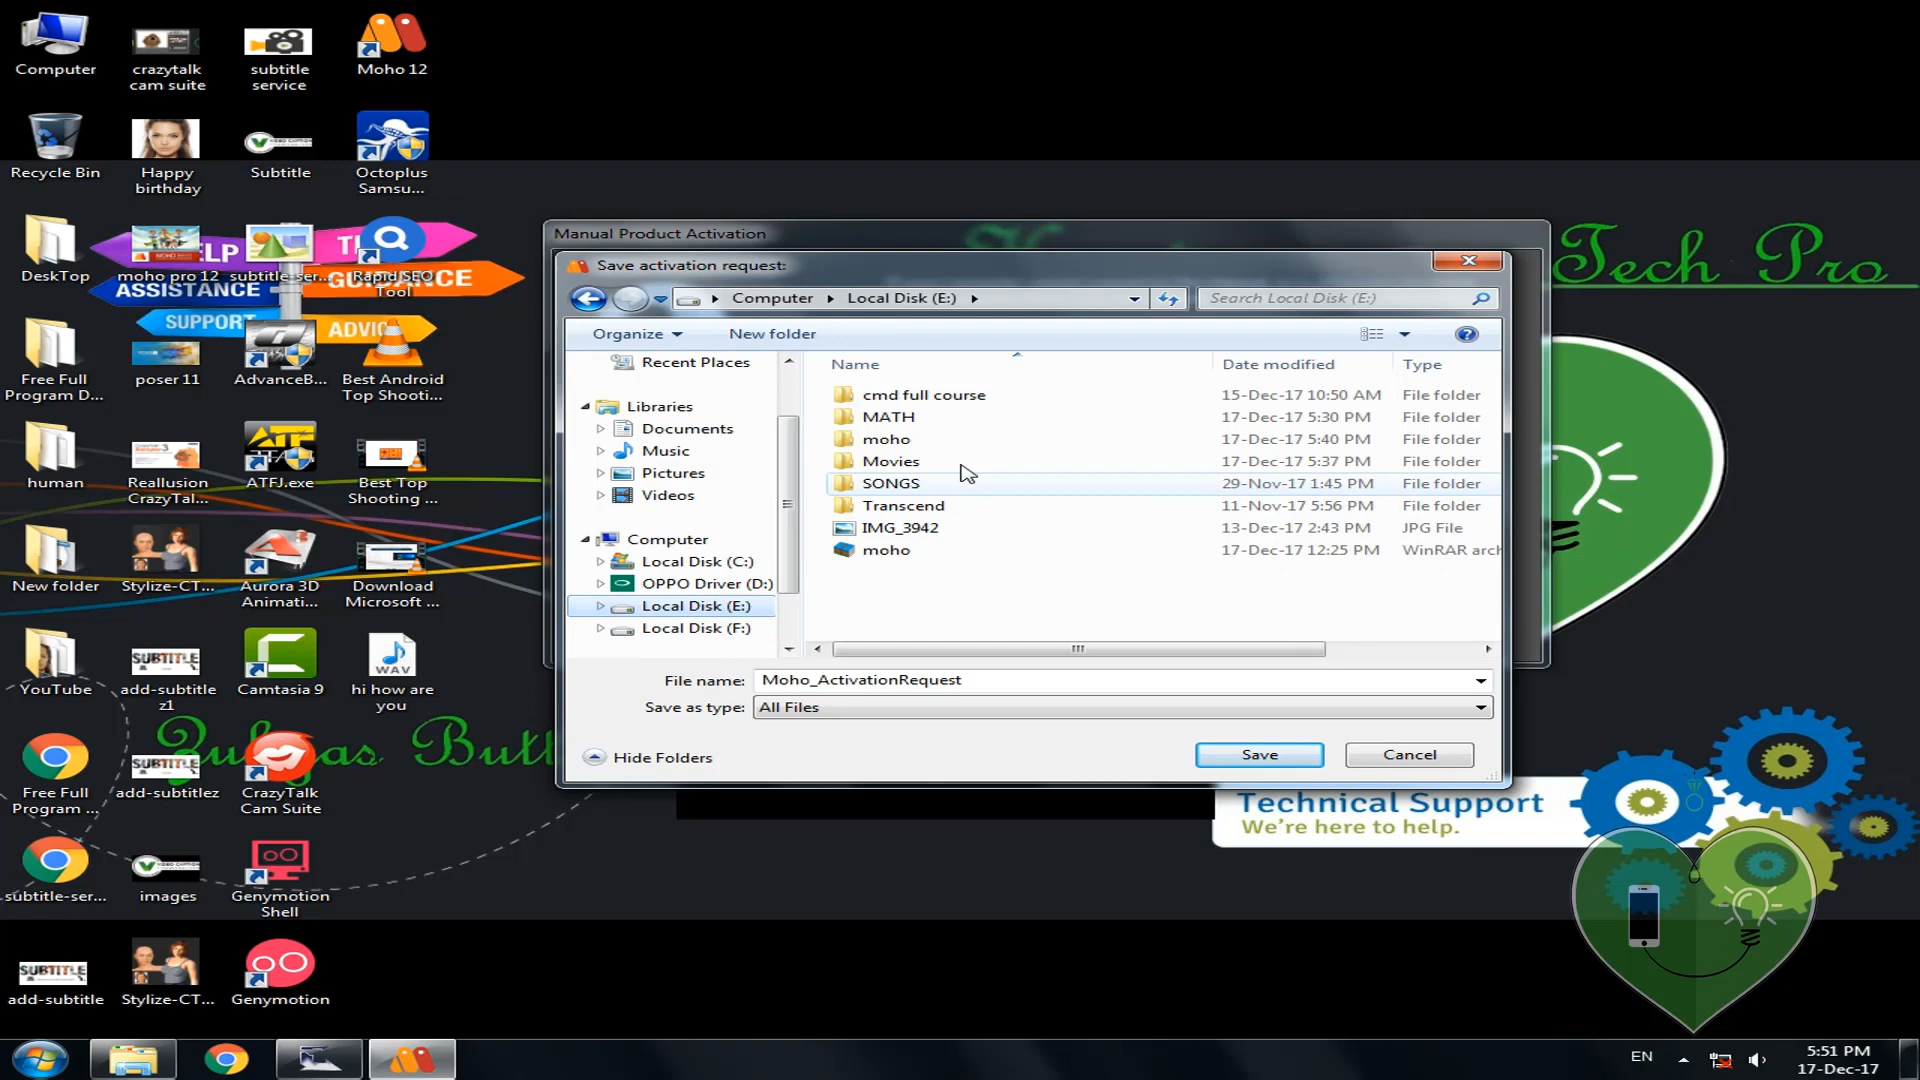 Computer
crazytalk
cam suite
subtitle
service
Moho 12
Recycle Bin
Happy
birthday
Subtitle
Octoplus
Samsu...
DeskTop
moho pro 12
subtitle-ser...
Rapid SEO
Tool
HELP
ASSISTANCE
GUIDANCE
SUPPORT
ADVIC
Free Full
Program D...
poser 11
AdvanceB...
Best Android
Top Shooti...
human
Reallusion
CrazyTal...
ATFJ.exe
Best Top
Shooting ...
New folder
Stylize-CT...
Aurora 3D
Animati...
Download
Microsoft ...
YouTube
SUBTITLE
add-subtitle
z1
Camtasia 9
WAV
hi how are
you
Free Full
Program ...
SUBTITLE
add-subtitlez
CrazyTalk
Cam Suite
subtitle-ser...
images
Genymotion
Shell
SUBTITLE
add-subtitle
Stylize-CT...
Genymotion
Tech Pro
Manual Product Activation
Save activation request:
Computer
Local Disk (E:)
Search Local Disk (E:)
Organize
New folder
Recent Places
Libraries
Documents
Music
Pictures
Videos
Computer
Local Disk (C:)
OPPO Driver (D:)
Local Disk (E:)
Local Disk (F:)
Name Date modified Type
cmd full course 15-Dec-17 10:50 AM File folder
MATH 17-Dec-17 5:30 PM File folder
moho 17-Dec-17 5:40 PM File folder
Movies 17-Dec-17 5:37 PM File folder
SONGS 29-Nov-17 1:45 PM File folder
Transcend 11-Nov-17 5:56 PM File folder
IMG_3942 13-Dec-17 2:43 PM JPG File
moho 17-Dec-17 12:25 PM WinRAR arch
File name: Moho_ActivationRequest
Save as type: All Files
Hide Folders
Save
Cancel
Technical Support
We're here to help.
EN
5:51 PM
17-Dec-17